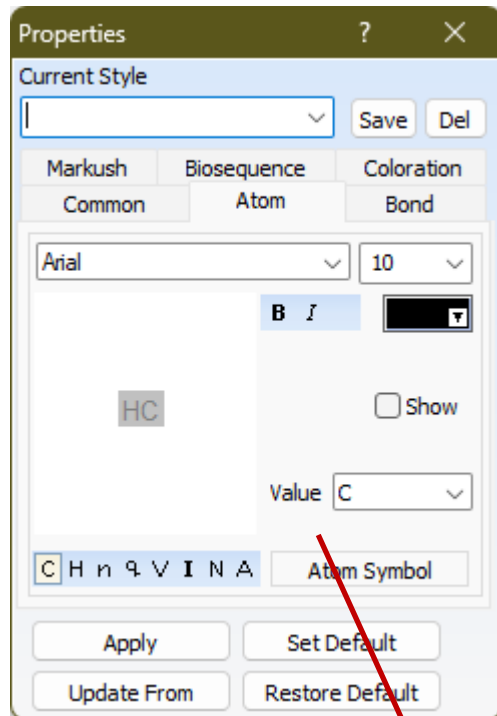 Properties ? ×
Current Style
Save Del
Markush Biosequence Coloration
Common Atom Bond
Arial 10
B I
HC
Show
Value C
C H n q V I N A Atom Symbol
Apply Set Default
Update From Restore Default